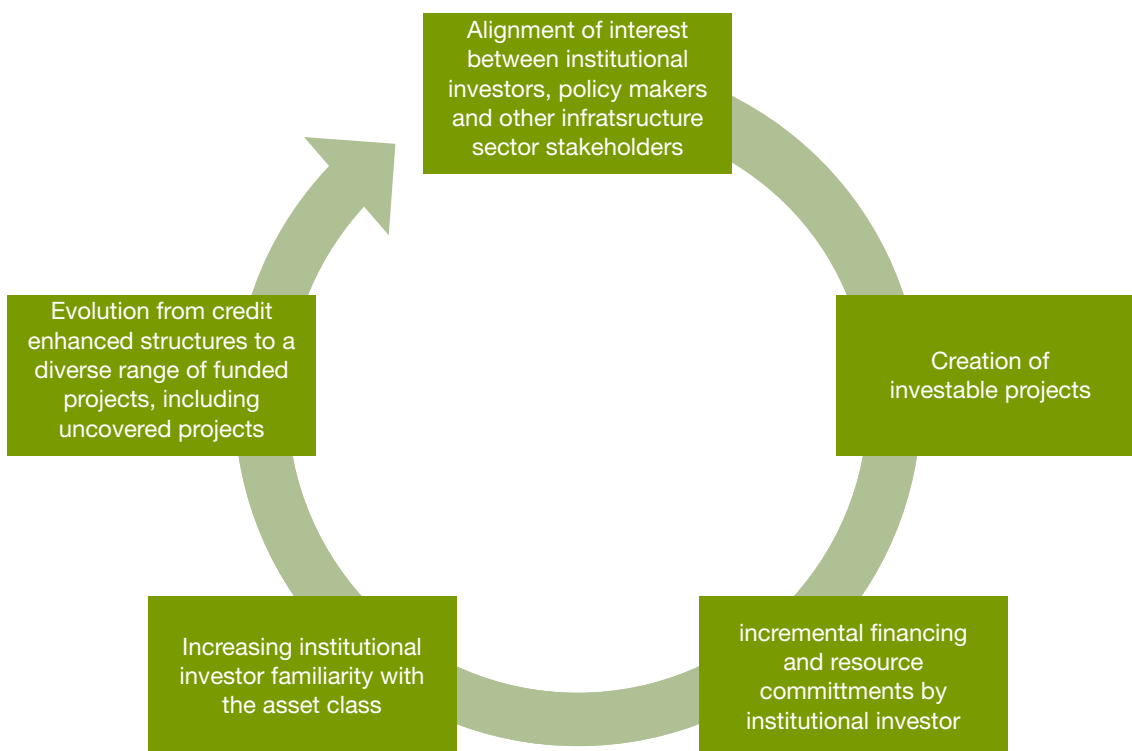 Alignment of interest
between institutional
investors, policy makers
and other infratsructure
sector stakeholders
Creation of
investable projects
incremental financing
and resource
committments by
institutional investor
Increasing institutional
investor familiarity with
the asset class
Evolution from credit
enhanced structures to a
diverse range of funded
projects, including
uncovered projects